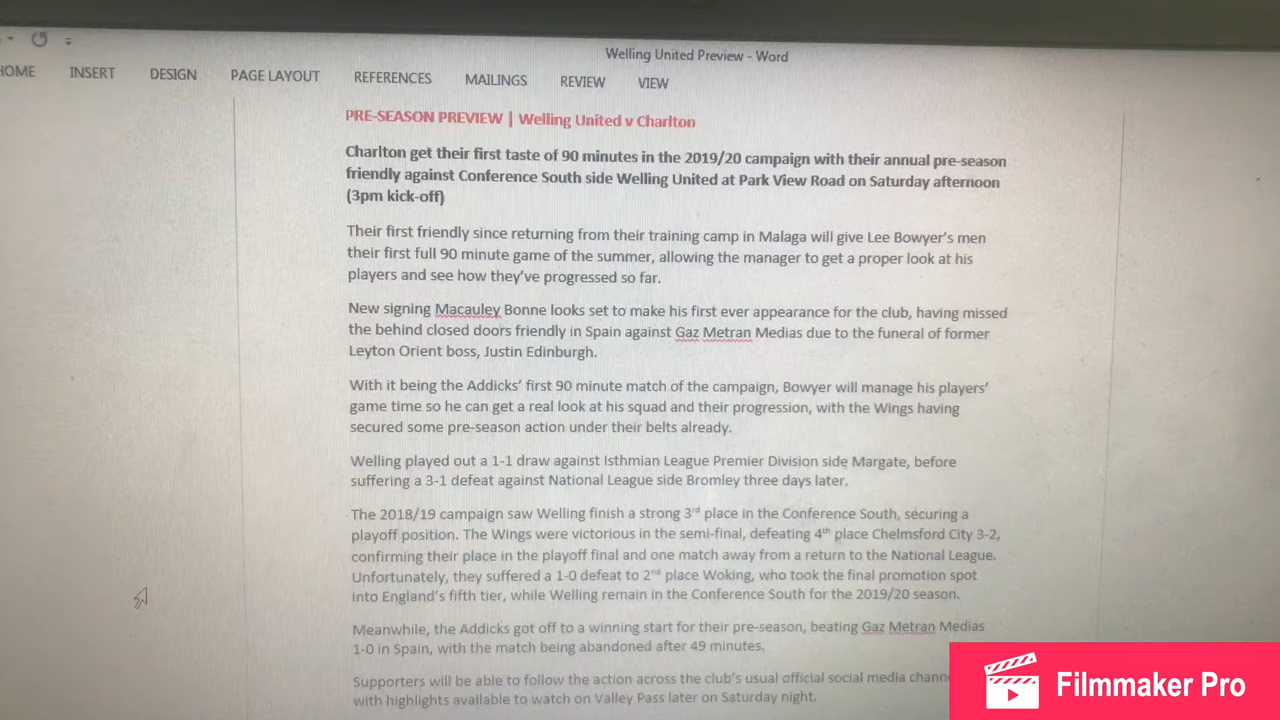 Welling United Preview - Word
HOME INSERT DESIGN PAGE LAYOUT REFERENCES MAILINGS REVIEW VIEW
PRE-SEASON PREVIEW | Welling United v Charlton
Charlton get their first taste of 90 minutes in the 2019/20 campaign with their annual pre-season
friendly against Conference South side Welling United at Park View Road on Saturday afternoon
(3pm kick-off)
Their first friendly since returning from their training camp in Malaga will give Lee Bowyer's men
their first full 90 minute game of the summer, allowing the manager to get a proper look at his
players and see how they've progressed so far.
New signing Macauley Bonne looks set to make his first ever appearance for the club, having missed
the behind closed doors friendly in Spain against Gaz Metran Medias due to the funeral of former
Leyton Orient boss, Justin Edinburgh.
With it being the Addicks' first 90 minute match of the campaign, Bowyer will manage his players'
game time so he can get a real look at his squad and their progression, with the Wings having
secured some pre-season action under their belts already.
Welling played out a 1-1 draw against Isthmian League Premier Division side Margate, before
suffering a 3-1 defeat against National League side Bromley three days later.
The 2018/19 campaign saw Welling finish a strong 3rd place in the Conference South, securing a
playoff position. The Wings were victorious in the semi-final, defeating 4th place Chelmsford City 3-2,
confirming their place in the playoff final and one match away from a return to the National League.
Unfortunately, they suffered a 1-0 defeat to 2nd place Woking, who took the final promotion spot
into England's fifth tier, while Welling remain in the Conference South for the 2019/20 season.
Meanwhile, the Addicks got off to a winning start for their pre-season, beating Gaz Metran Medias
1-0 in Spain, with the match being abandoned after 49 minutes.
Supporters will be able to follow the action across the club's usual official social media chann
with highlights available to watch on Valley Pass later on Saturday night.
Filmmaker Pro